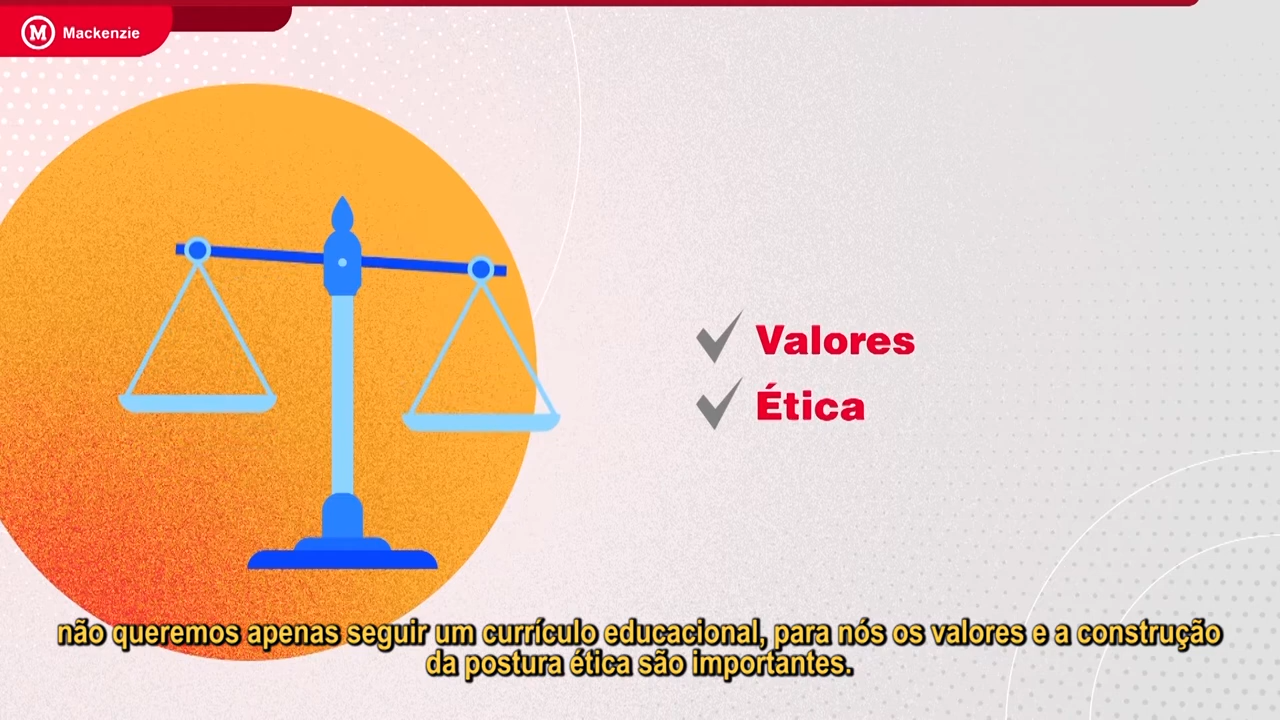 M Mackenzie
Valores
Ética
não queremos apenas seguir um currículo educacional, para nós os valores e a construção
da postura ética são importantes.